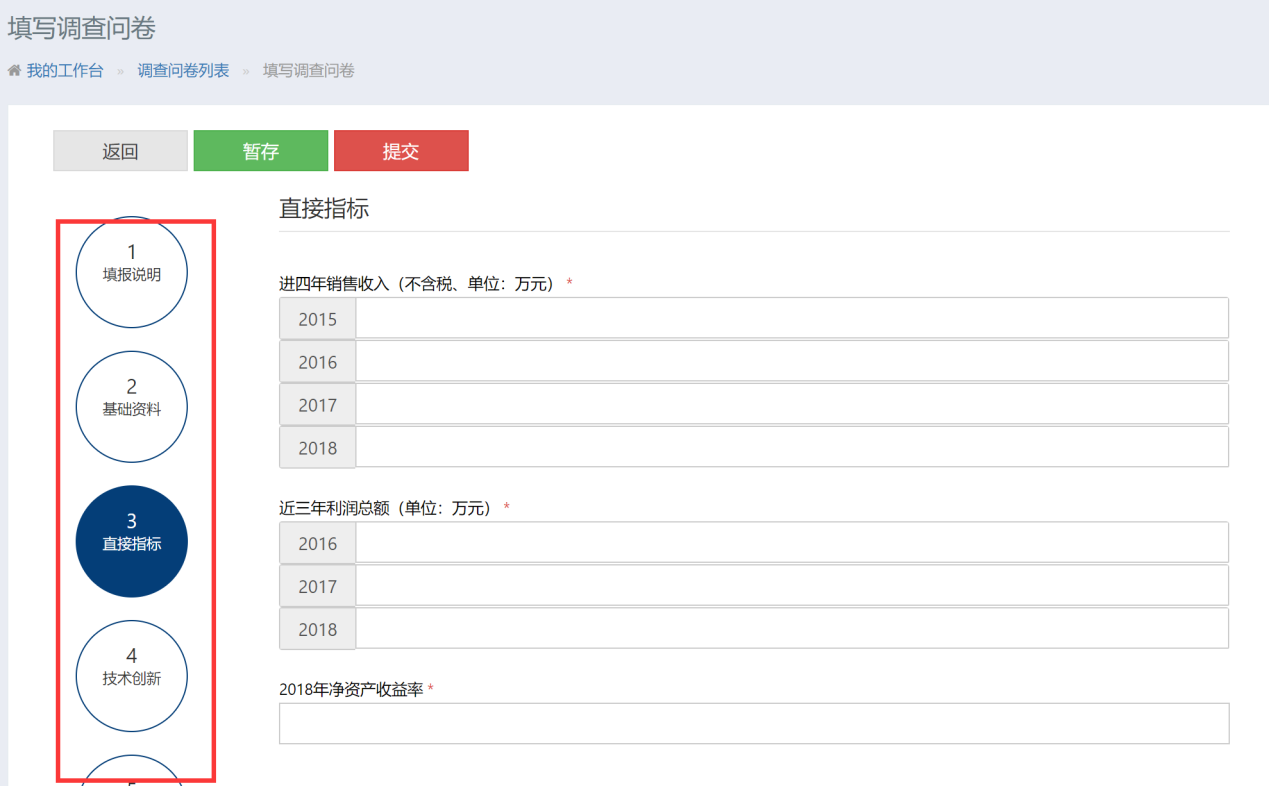 填写调查问卷
我的工作台 » 调查问卷列表 » 填写调查问卷
返回 暂存 提交
直接指标
1
填报说明
2
基础资料
3
直接指标
4
技术创新
5
进四年销售收入（不含税、单位：万元） *
2015
2016
2017
2018
近三年利润总额（单位：万元） *
2016
2017
2018
2018年净资产收益率 *